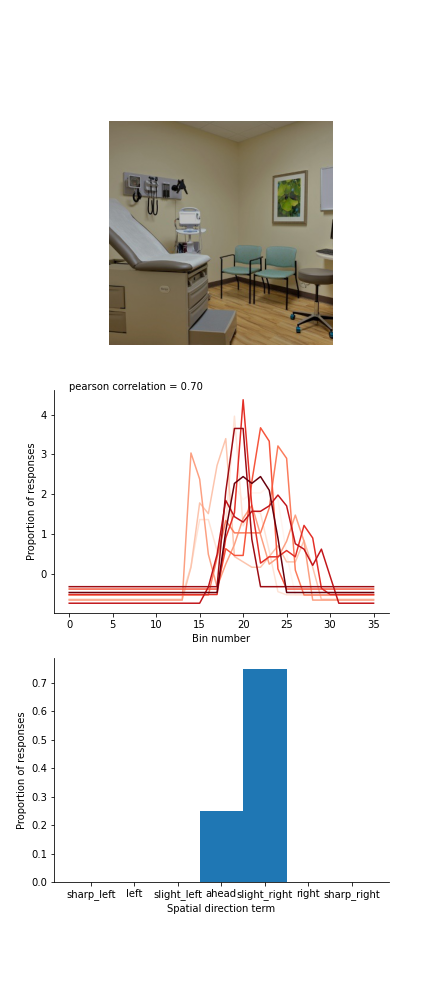 pearson correlation = 0.70
4
3
2
1
0
Proportion of responses
0 5 10 15 20 25 30 35
Bin number
0.7
0.6
0.5
0.4
0.3
0.2
0.1
0.0
Proportion of responses
sharp_left left slight_left ahead slight_right right sharp_right
Spatial direction term